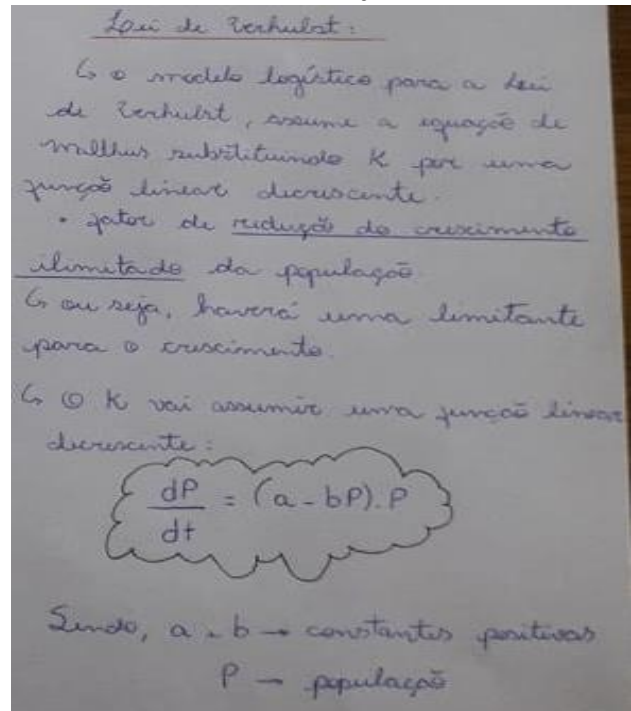 Lei de Verhulst:
↳ o modelo logístico para a Lei
de Verhulst, assume a equação de
Malthus substituindo K por uma
função linear decrescente.
• fator de redução do crescimento
ilimitado da população.
↳ ou seja, haverá uma limitante
para o crescimento.
↳ O K vai assumir uma função linear
decrescente:
dP/dt = (a - bP).P
Sendo, a e b → constantes positivas
P → população